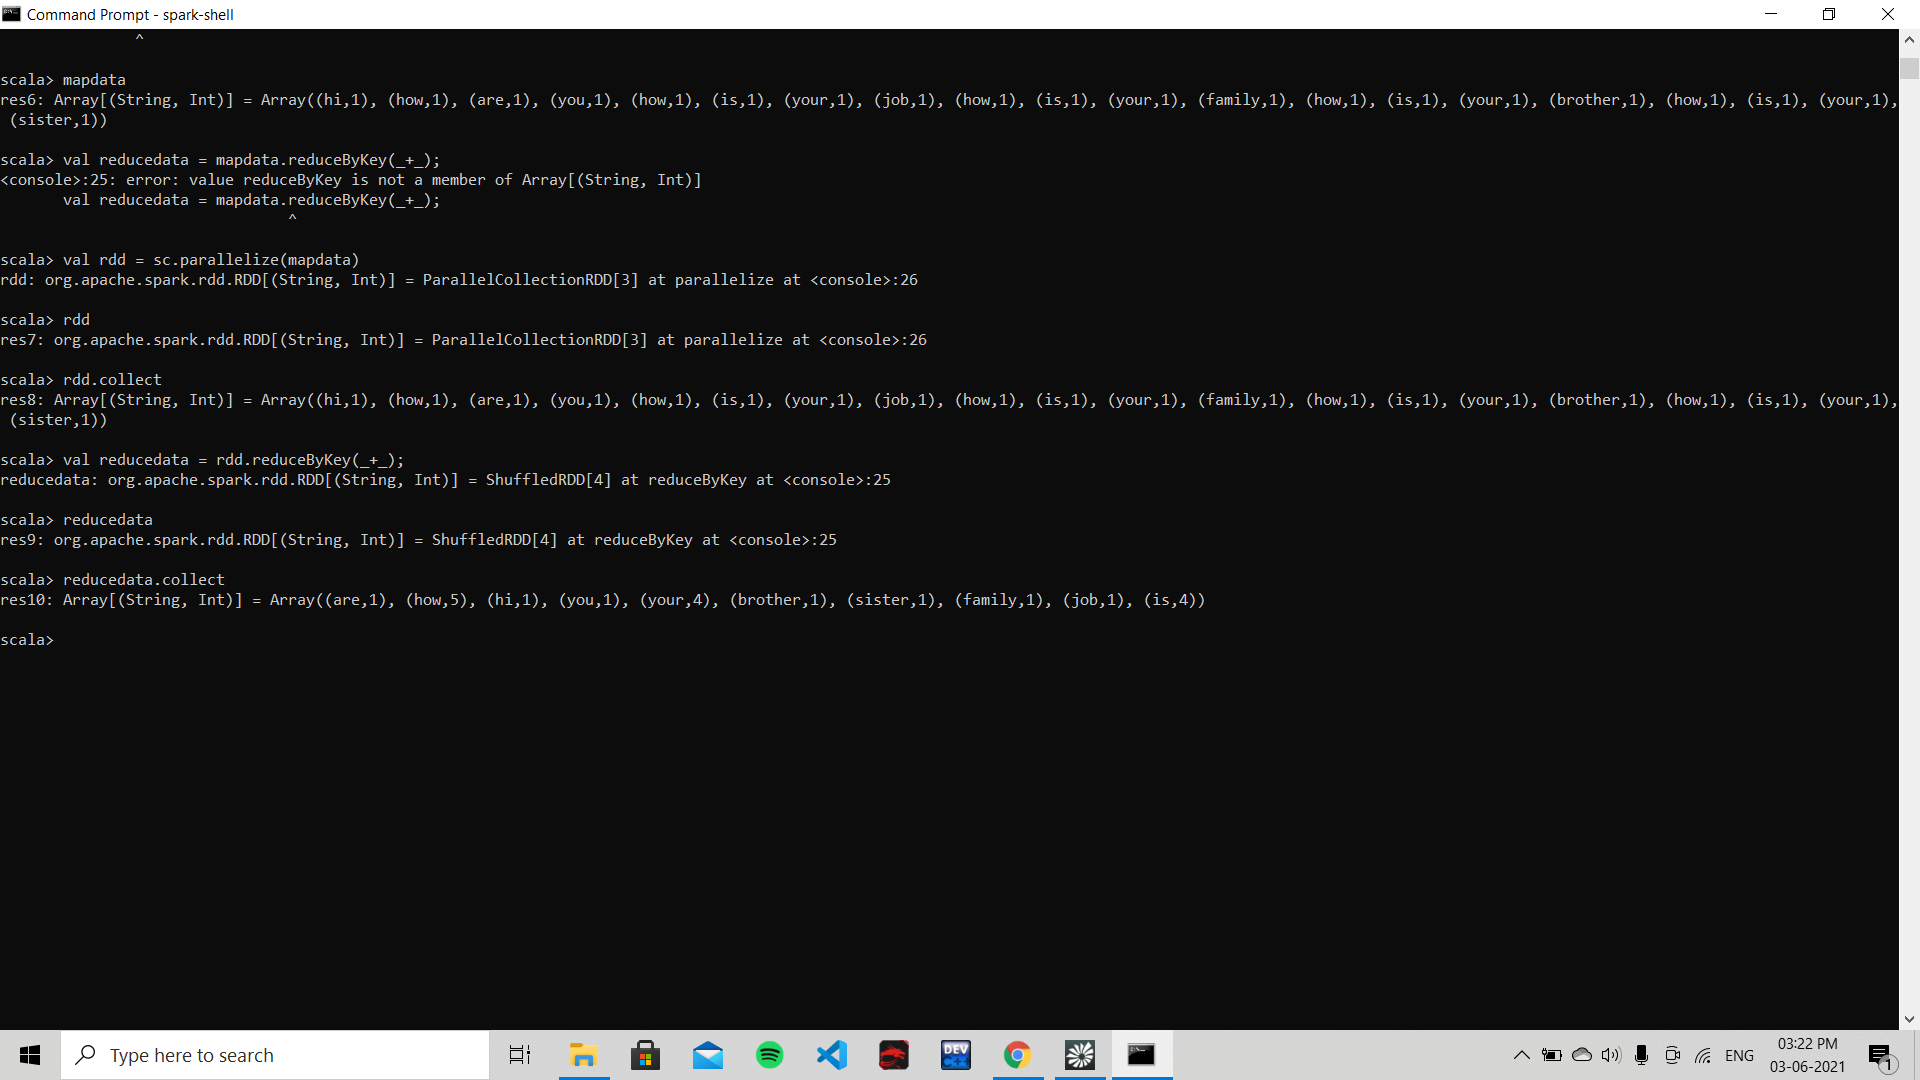 Command Prompt - spark-shell
^
scala> mapdata
res6: Array[(String, Int)] = Array((hi,1), (how,1), (are,1), (you,1), (how,1), (is,1), (your,1), (job,1), (how,1), (is,1), (your,1), (family,1), (how,1), (is,1), (your,1), (brother,1), (how,1), (is,1), (your,1),
(sister,1))
scala> val reducedata = mapdata.reduceByKey(_+_);
<console>:25: error: value reduceByKey is not a member of Array[(String, Int)]
val reducedata = mapdata.reduceByKey(_+_);
^
scala> val rdd = sc.parallelize(mapdata)
rdd: org.apache.spark.rdd.RDD[(String, Int)] = ParallelCollectionRDD[3] at parallelize at <console>:26
scala> rdd
res7: org.apache.spark.rdd.RDD[(String, Int)] = ParallelCollectionRDD[3] at parallelize at <console>:26
scala> rdd.collect
res8: Array[(String, Int)] = Array((hi,1), (how,1), (are,1), (you,1), (how,1), (is,1), (your,1), (job,1), (how,1), (is,1), (your,1), (family,1), (how,1), (is,1), (your,1), (brother,1), (how,1), (is,1), (your,1),
(sister,1))
scala> val reducedata = rdd.reduceByKey(_+_);
reducedata: org.apache.spark.rdd.RDD[(String, Int)] = ShuffledRDD[4] at reduceByKey at <console>:25
scala> reducedata
res9: org.apache.spark.rdd.RDD[(String, Int)] = ShuffledRDD[4] at reduceByKey at <console>:25
scala> reducedata.collect
res10: Array[(String, Int)] = Array((are,1), (how,5), (hi,1), (you,1), (your,4), (brother,1), (sister,1), (family,1), (job,1), (is,4))
scala>
Type here to search
DEV
C++
ENG
03:22 PM
03-06-2021
1